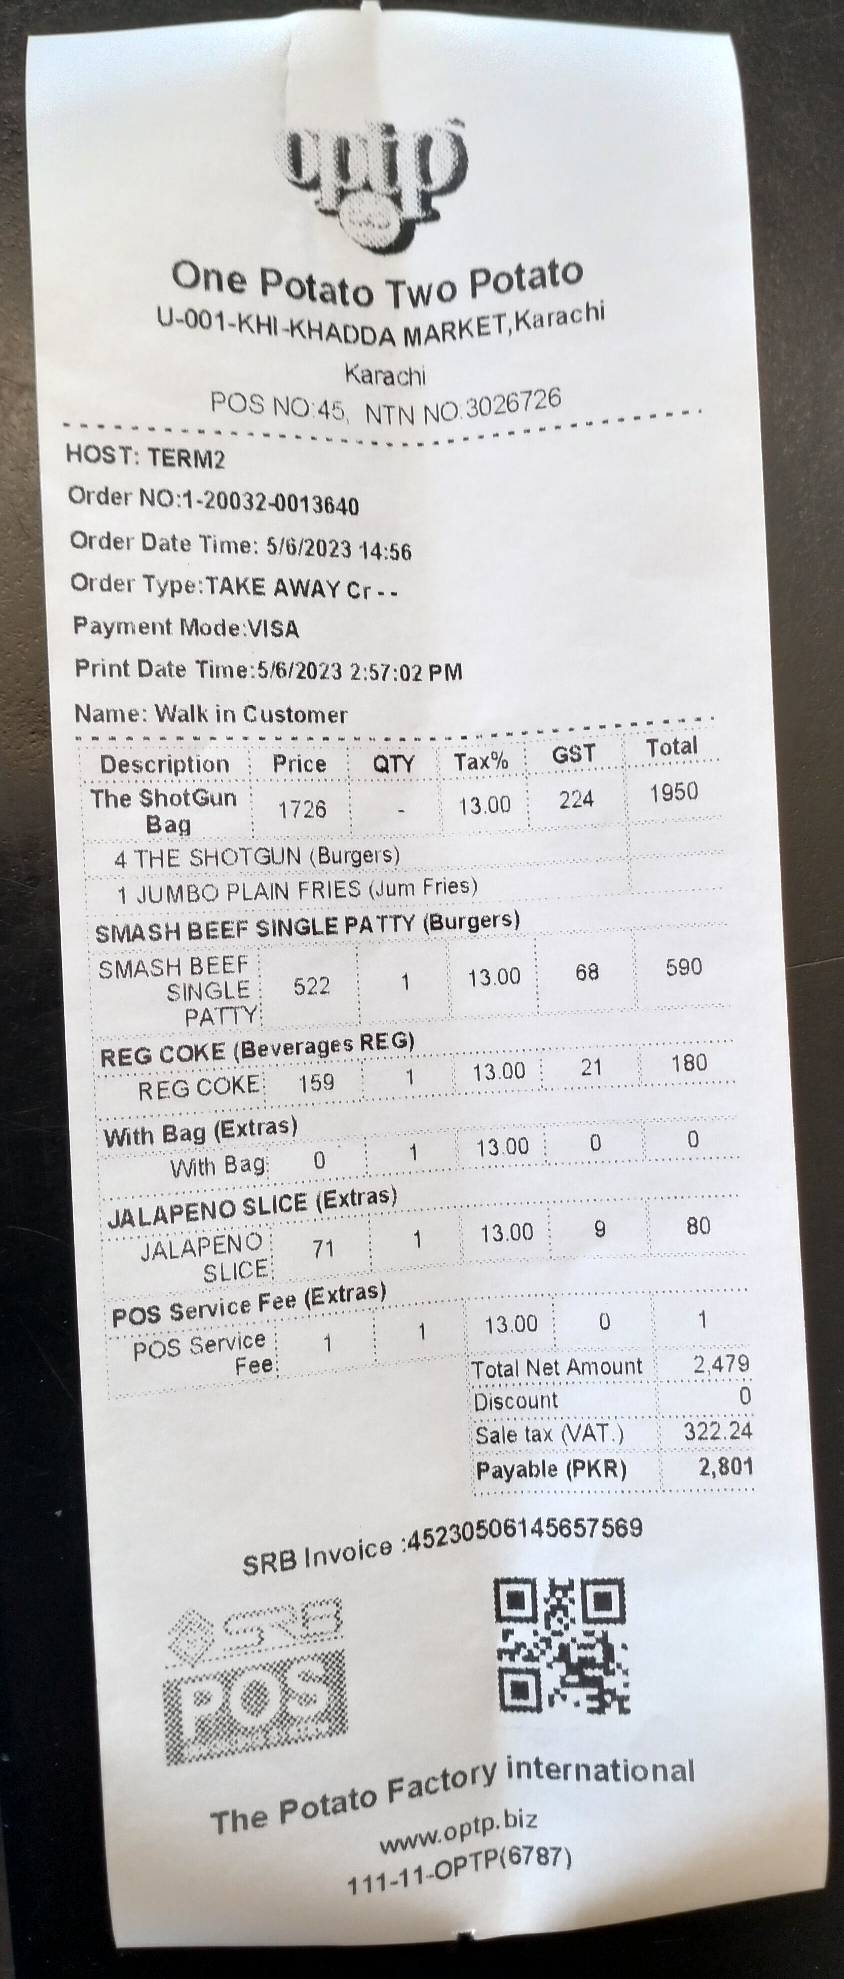 optp
One Potato Two Potato
U-001-KHI-KHADDA MARKET,Karachi
Karachi
POS NO:45, NTN NO.3026726
HOST: TERM2
Order NO:1-20032-0013640
Order Date Time: 5/6/2023 14:56
Order Type:TAKE AWAY Cr - -
Payment Mode:VISA
Print Date Time:5/6/2023 2:57:02 PM
Name: Walk in Customer
Description Price QTY Tax% GST Total
The ShotGun Bag 1726 - 13.00 224 1950
4 THE SHOTGUN (Burgers)
1 JUMBO PLAIN FRIES (Jum Fries)
SMASH BEEF SINGLE PATTY (Burgers)
SMASH BEEF SINGLE PATTY 522 1 13.00 68 590
REG COKE (Beverages REG)
REG COKE 159 1 13.00 21 180
With Bag (Extras)
With Bag 0 1 13.00 0 0
JALAPENO SLICE (Extras)
JALAPENO SLICE 71 1 13.00 9 80
POS Service Fee (Extras)
POS Service Fee 1 1 13.00 0 1
Total Net Amount 2,479
Discount 0
Sale tax (VAT.) 322.24
Payable (PKR) 2,801
SRB Invoice :45230506145657569
SRB
POS
The Potato Factory international
www.optp.biz
111-11-OPTP(6787)